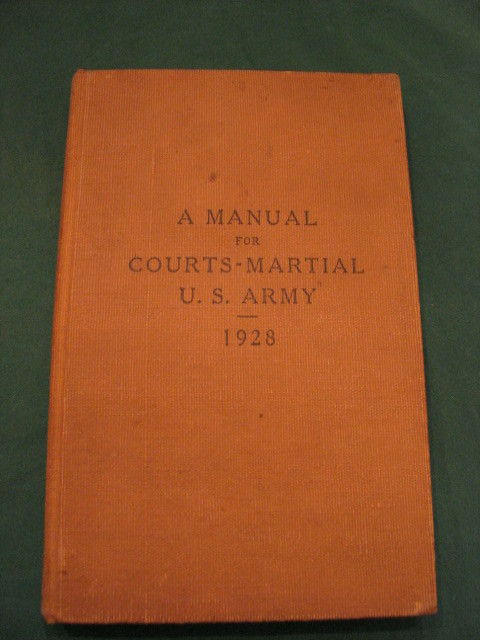 A MANUAL
FOR
COURTS-MARTIAL
U. S. ARMY
1928